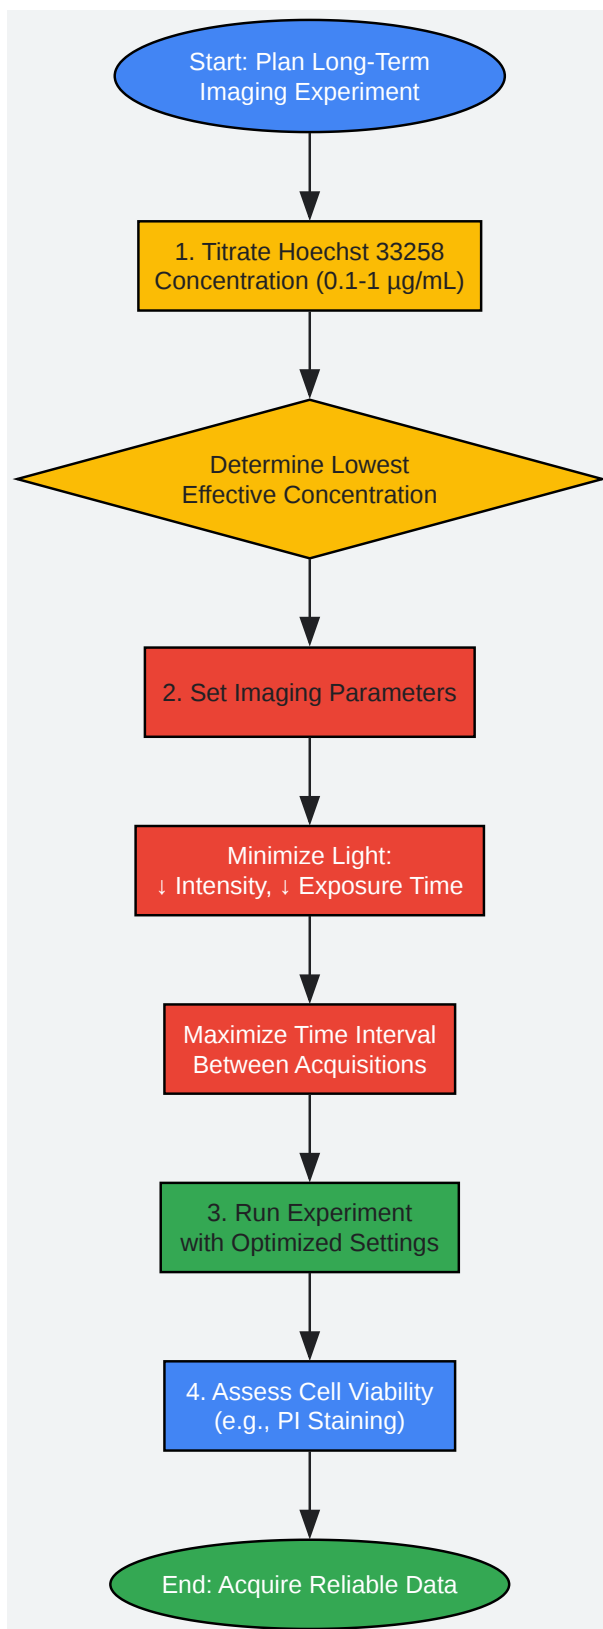 Start: Plan Long-Term
Imaging Experiment
1. Titrate Hoechst 33258
Concentration (0.1-1 µg/mL)
Determine Lowest
Effective Concentration
2. Set Imaging Parameters
Minimize Light:
↓ Intensity, ↓ Exposure Time
Maximize Time Interval
Between Acquisitions
3. Run Experiment
with Optimized Settings
4. Assess Cell Viability
(e.g., PI Staining)
End: Acquire Reliable Data